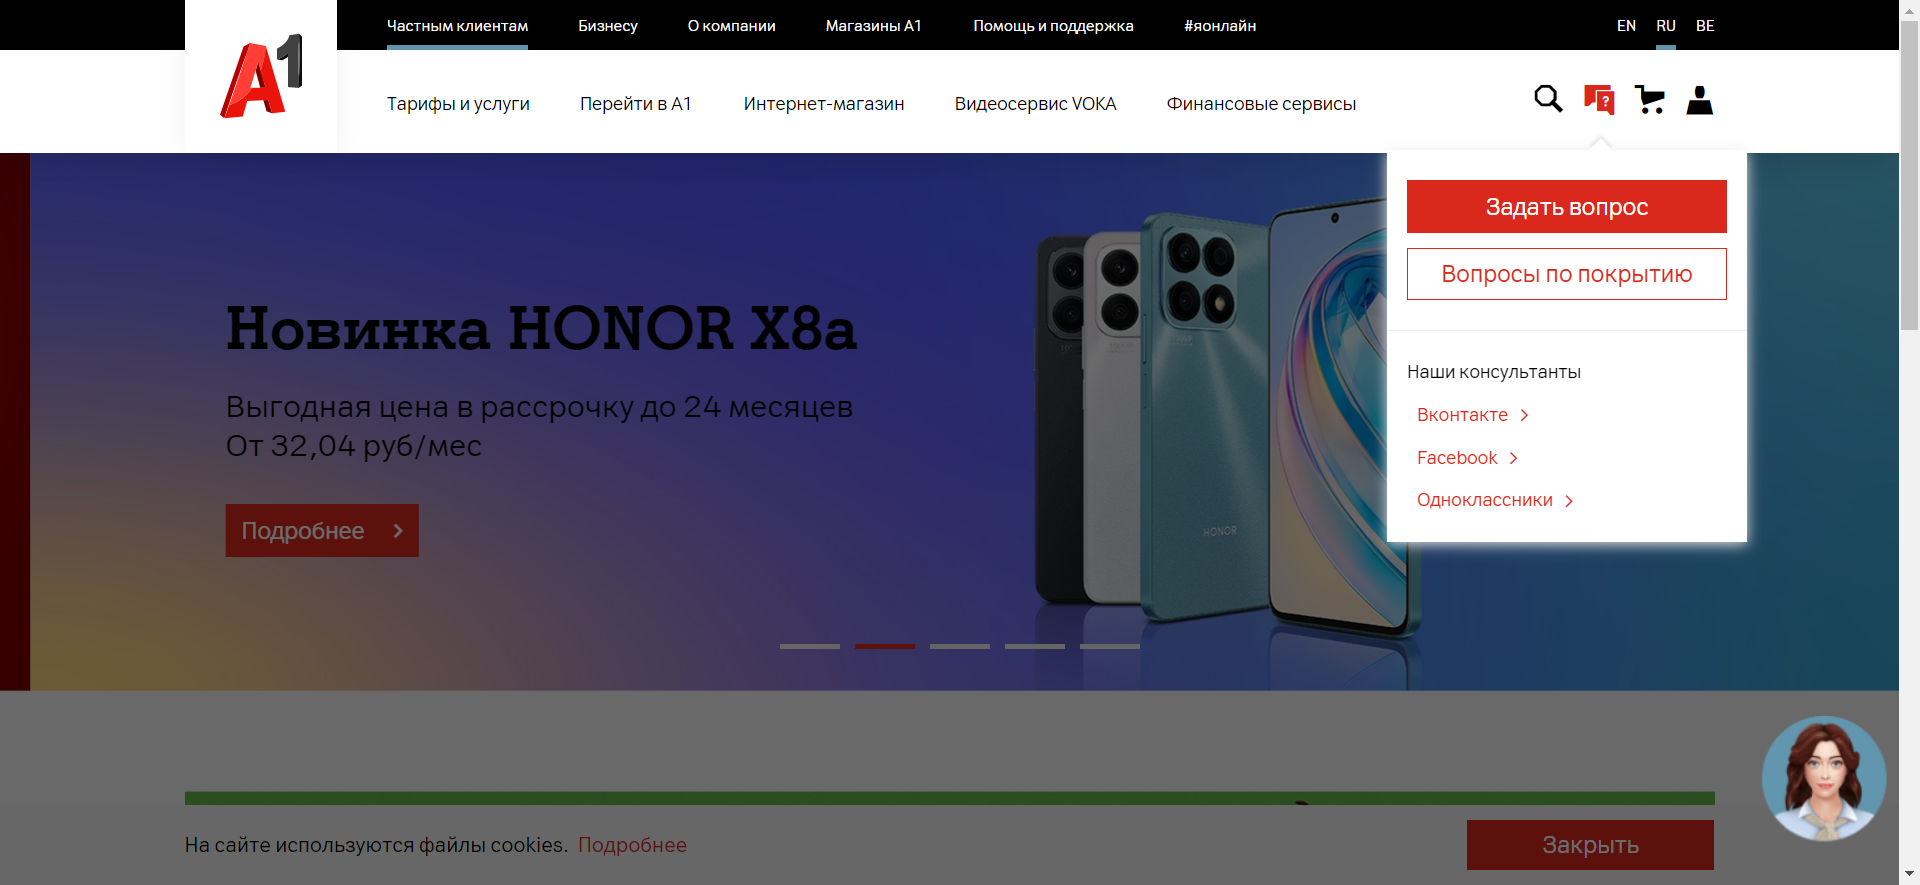 Частным клиентам Бизнесу О компании Магазины А1 Помощь и поддержка #яонлайн EN RU BE
A1
Тарифы и услуги Перейти в А1 Интернет-магазин Видеосервис VOKA Финансовые сервисы
?
Задать вопрос
Вопросы по покрытию
Наши консультанты
Вконтакте
Facebook
Одноклассники
Новинка HONOR X8a
Выгодная цена в рассрочку до 24 месяцев
От 32,04 руб/мес
Подробнее
HONOR
На сайте используются файлы cookies. Подробнее
Закрыть